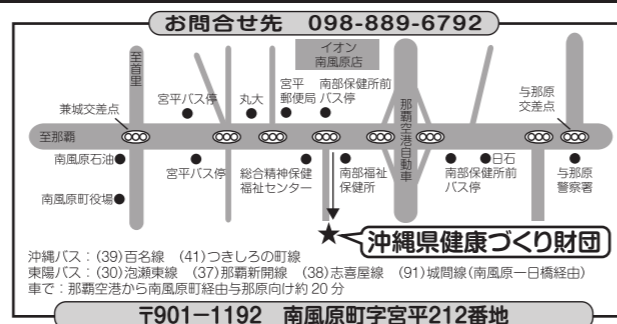 お問合せ先 098-889-6792
イオン
南風原店
至首里
兼城交差点
宮平バス停
丸大
宮平
郵便局
南部保健所前
バス停
那覇空港自動車
与那原
交差点
至那覇
南風原石油
宮平バス停
総合精神保健
福祉センター
南部福祉
保健所
南部保健所前
バス停
日石
与那原
警察署
南風原町役場
沖縄県健康づくり財団
沖縄バス：(39)百名線 (41)つきしろの町線
東陽バス：(30)泡瀬東線 (37)那覇新開線 (38)志喜屋線 (91)城間線(南風原一日橋経由)
車で：那覇空港から南風原町経由与那原向け約20分
〒901−1192 南風原町字宮平212番地